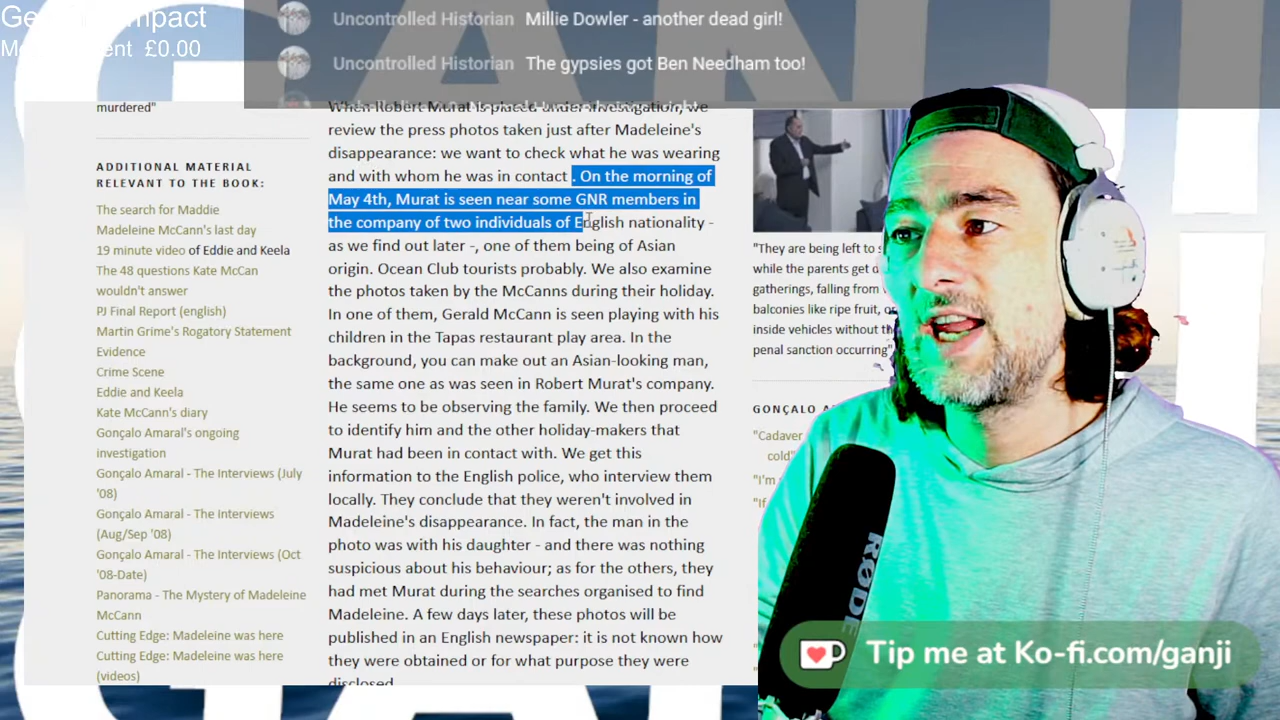 Uncontrolled Historian Millie Dowler - another dead girl!
Uncontrolled Historian The gypsies got Ben Needham too!
£0.00
murdered"
ADDITIONAL MATERIAL
RELEVANT TO THE BOOK:
The search for Maddie
Madeleine McCann's last day
19 minute video of Eddie and Keela
The 48 questions Kate McCan
wouldn't answer
PJ Final Report (english)
Martin Grime's Rogatory Statement
Evidence
Crime Scene
Eddie and Keela
Kate McCann's diary
Gonçalo Amaral's ongoing
investigation
Gonçalo Amaral - The Interviews (July
'08)
Gonçalo Amaral - The Interviews
(Aug/Sep '08)
Gonçalo Amaral - The Interviews (Oct
'08-Date)
Panorama - The Mystery of Madeleine
McCann
Cutting Edge: Madeleine was here
Cutting Edge: Madeleine was here
(videos)
When Robert Murat is placed under investigation, we
review the press photos taken just after Madeleine's
disappearance: we want to check what he was wearing
and with whom he was in contact . On the morning of
May 4th, Murat is seen near some GNR members in
the company of two individuals of English nationality -
as we find out later -, one of them being of Asian
origin. Ocean Club tourists probably. We also examine
the photos taken by the McCanns during their holiday.
In one of them, Gerald McCann is seen playing with his
children in the Tapas restaurant play area. In the
background, you can make out an Asian-looking man,
the same one as was seen in Robert Murat's company.
He seems to be observing the family. We then proceed
to identify him and the other holiday-makers that
Murat had been in contact with. We get this
information to the English police, who interview them
locally. They conclude that they weren't involved in
Madeleine's disappearance. In fact, the man in the
photo was with his daughter - and there was nothing
suspicious about his behaviour; as for the others, they
had met Murat during the searches organised to find
Madeleine. A few days later, these photos will be
published in an English newspaper: it is not known how
they were obtained or for what purpose they were
disclosed.
"They are being left to
while the parents get
gatherings, falling from
balconies like ripe fruit,
inside vehicles without
penal sanction occurring"
GONÇALO
"Cadaver
cold"
"I'm
"If
RØDE
Tip me at Ko-fi.com/ganji